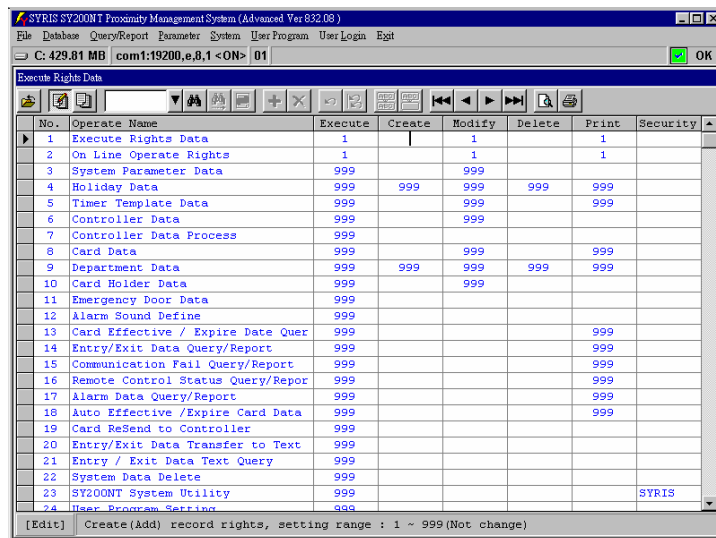 SYRIS SY200NT Proximity Management System (Advanced Ver 832.08 )
File Database Query/Report Parameter System User Program User Login Exit
C: 429.81 MB com1:19200,e,8,1 <ON> 01 OK
Execute Rights Data
No. Operate Name Execute Create Modify Delete Print Security
1 Execute Rights Data 1 1 1
2 On Line Operate Rights 1 1 1
3 System Parameter Data 999 999
4 Holiday Data 999 999 999 999 999
5 Timer Template Data 999 999 999
6 Controller Data 999 999
7 Controller Data Process 999
8 Card Data 999 999 999
9 Department Data 999 999 999 999 999
10 Card Holder Data 999 999
11 Emergency Door Data 999
12 Alarm Sound Define 999
13 Card Effective / Expire Date Quer 999 999
14 Entry/Exit Data Query/Report 999 999
15 Communication Fail Query/Report 999 999
16 Remote Control Status Query/Repor 999 999
17 Alarm Data Query/Report 999 999
18 Auto Effective /Expire Card Data 999 999
19 Card ReSend to Controller 999
20 Entry/Exit Data Transfer to Text 999
21 Entry / Exit Data Text Query 999
22 System Data Delete 999
23 SY200NT System Utility 999 SYRIS
24 User Program Setting 999
[Edit] Create(Add) record rights, setting range : 1 ~ 999(Not change)